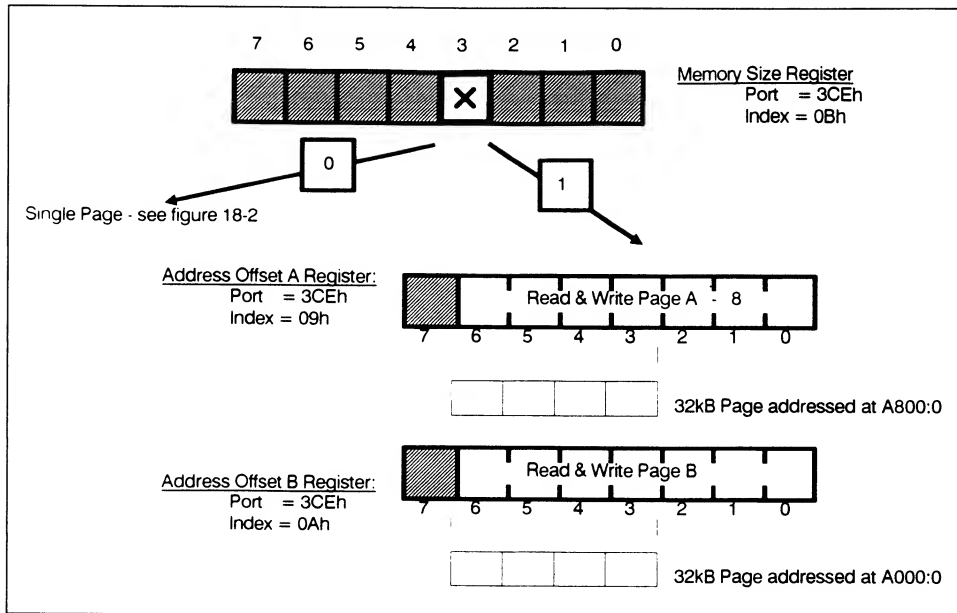 7 6 5 4 3 2 1 0
Memory Size Register
Port = 3CEh
Index = 0Bh
X
0
1
Single Page - see figure 18-2
Address Offset A Register:
Port = 3CEh
Index = 09h
Read & Write Page A - 8
7 6 5 4 3 2 1 0
32kB Page addressed at A800:0
Address Offset B Register:
Port = 3CEh
Index = 0Ah
Read & Write Page B
7 6 5 4 3 2 1 0
32kB Page addressed at A000:0